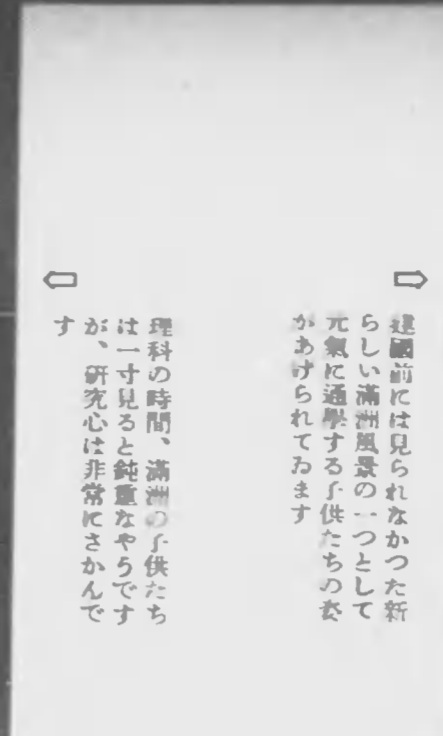 建國前には見られなかつた新
らしい滿洲風景の一つとして
元氣に通學する子供たちの姿
があげられてゐます
理科の時間、滿洲の子供たち
は一寸見ると鈍重なやうです
が、研究心は非常にさかんで
す